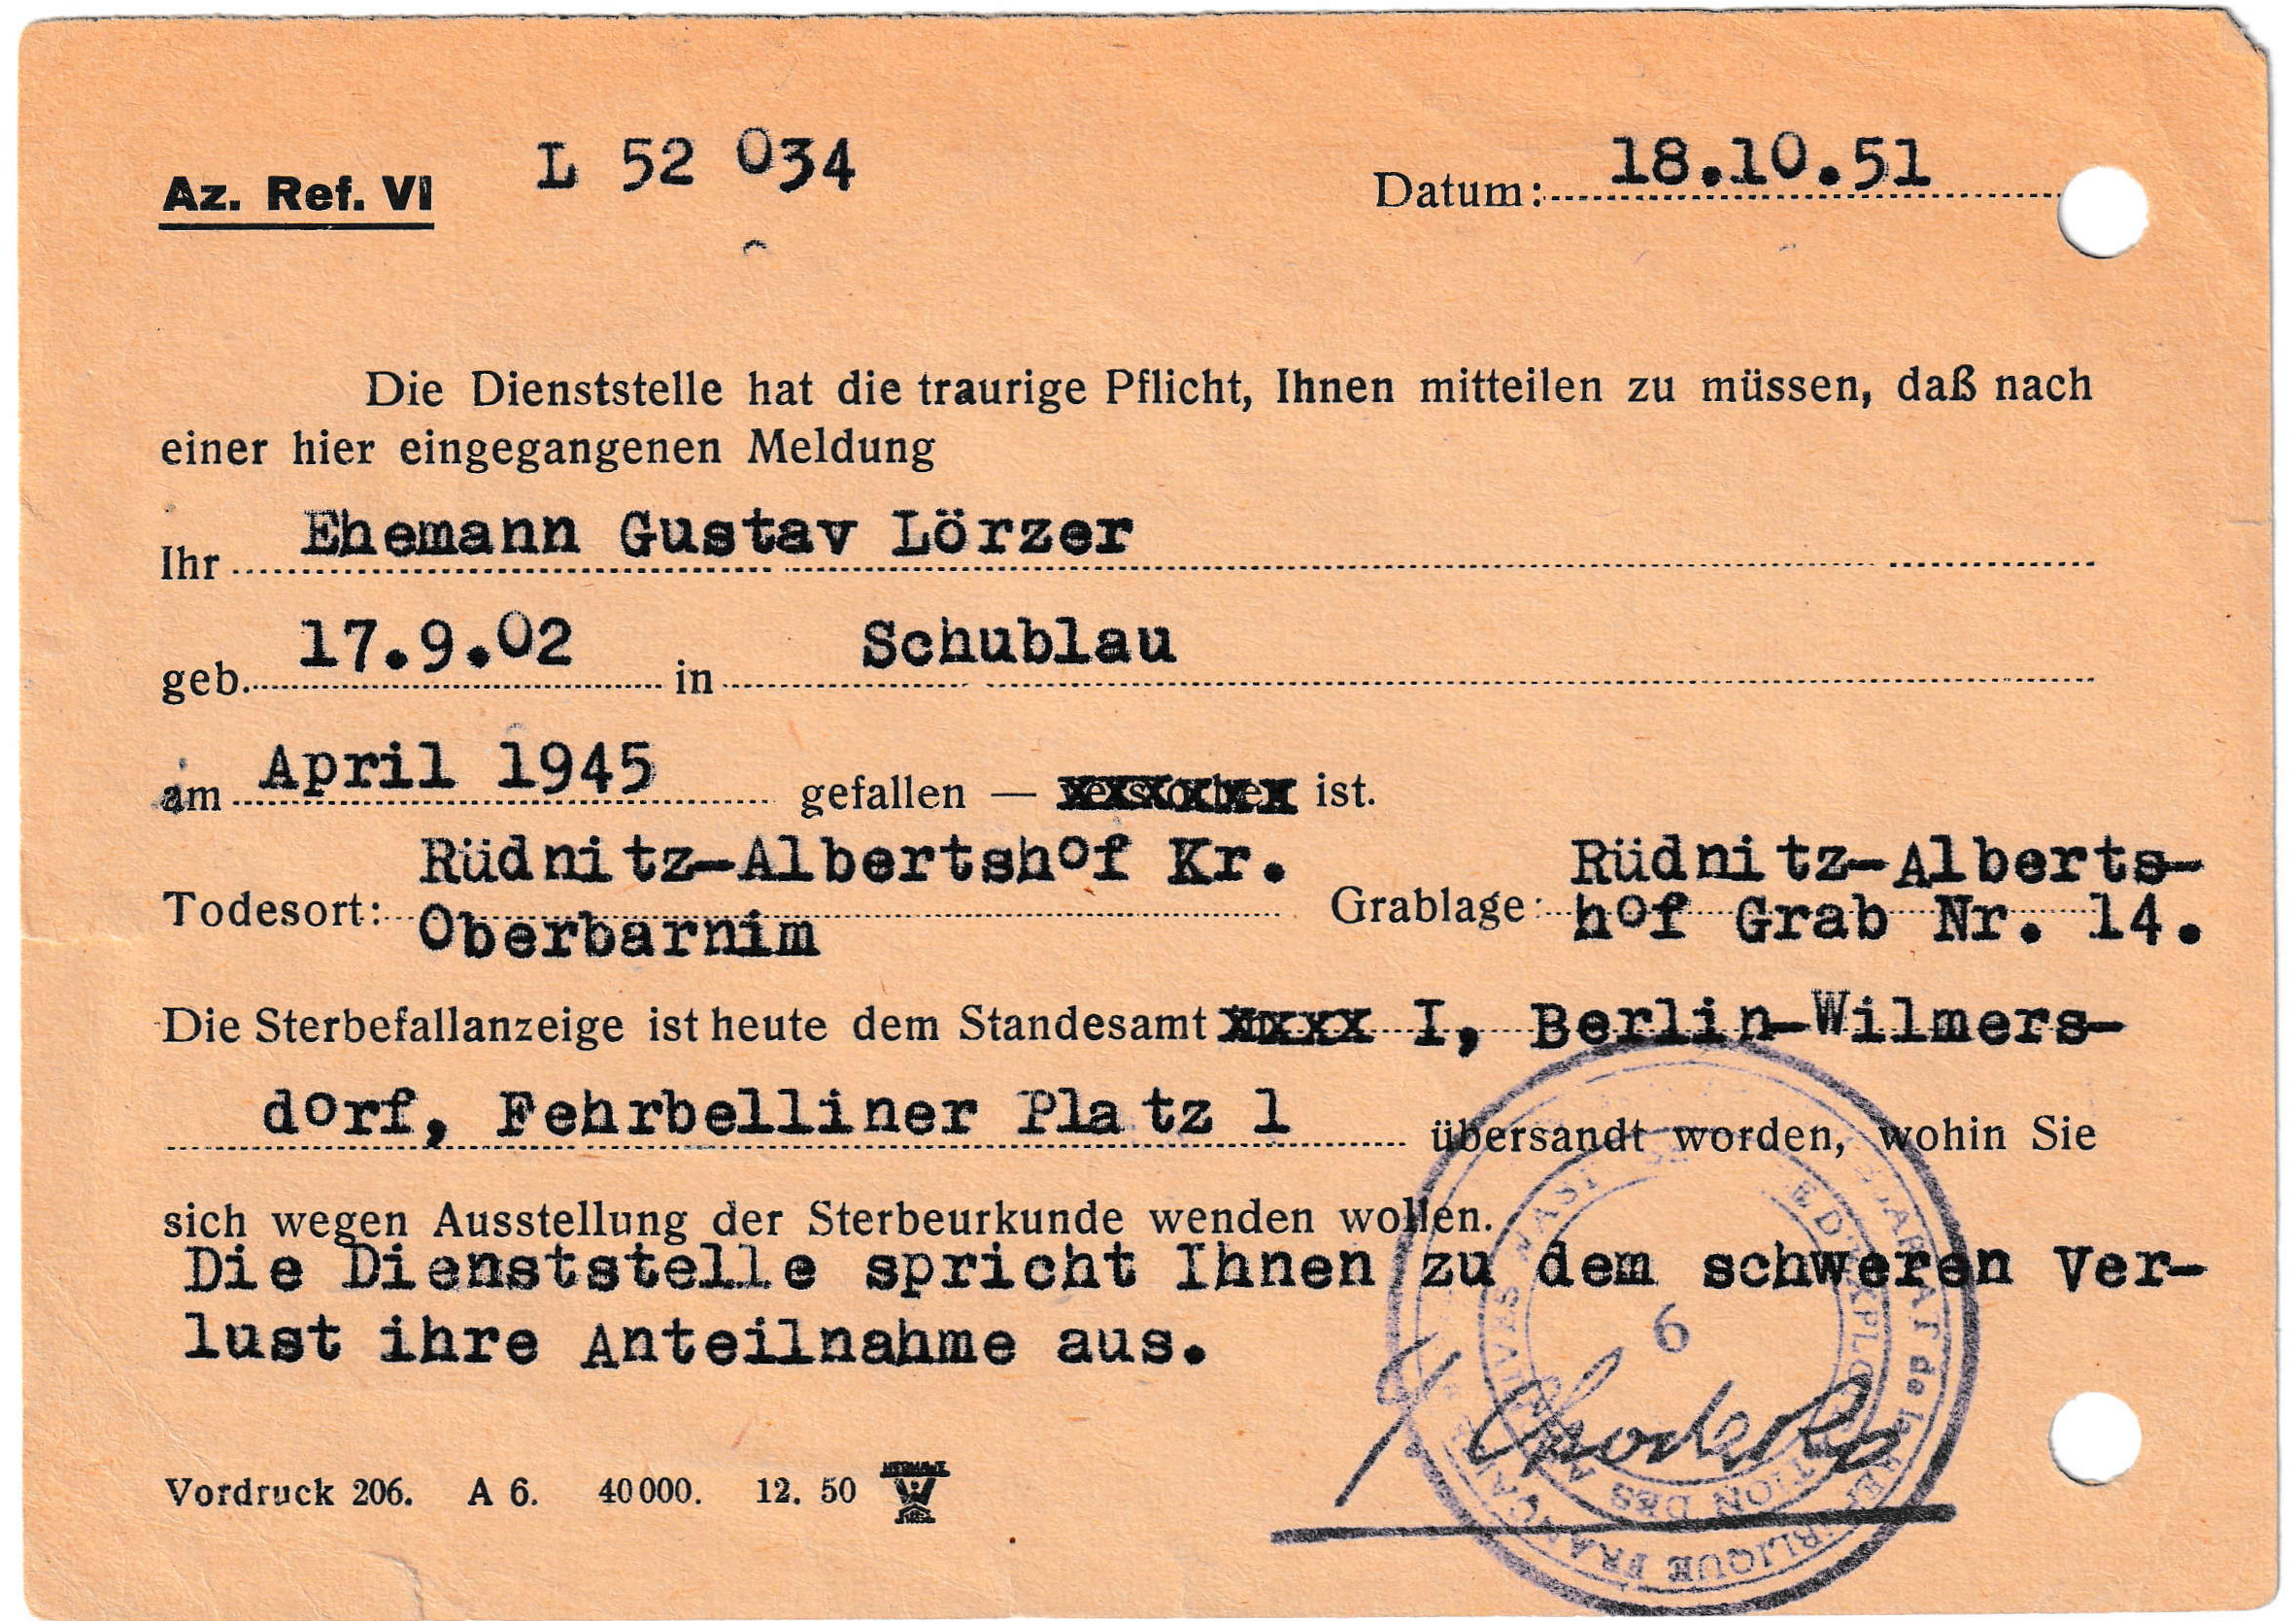 Az. Ref. VI L 52 034 Datum: 18.10.51
Die Dienststelle hat die traurige Pflicht, Ihnen mitteilen zu müssen, daß nach
einer hier eingegangenen Meldung
Ihr Ehemann Gustav Lörzer
geb. 17.9.02 in Schublau
am April 1945 gefallen — ist.
Rüdnitz-Albertshof Kr. Rüdnitz-Alberts-
Todesort: Oberbarnim Grablage: hof Grab Nr. 14.
Die Sterbefallanzeige ist heute dem Standesamt I, Berlin-Wilmers-
dorf, Fehrbelliner Platz 1 übersandt worden, wohin Sie
sich wegen Ausstellung der Sterbeurkunde wenden wollen.
Die Dienststelle spricht Ihnen zu dem schweren Ver-
lust ihre Anteilnahme aus.
6
de la
Vordruck 206. A 6. 40000. 12. 50